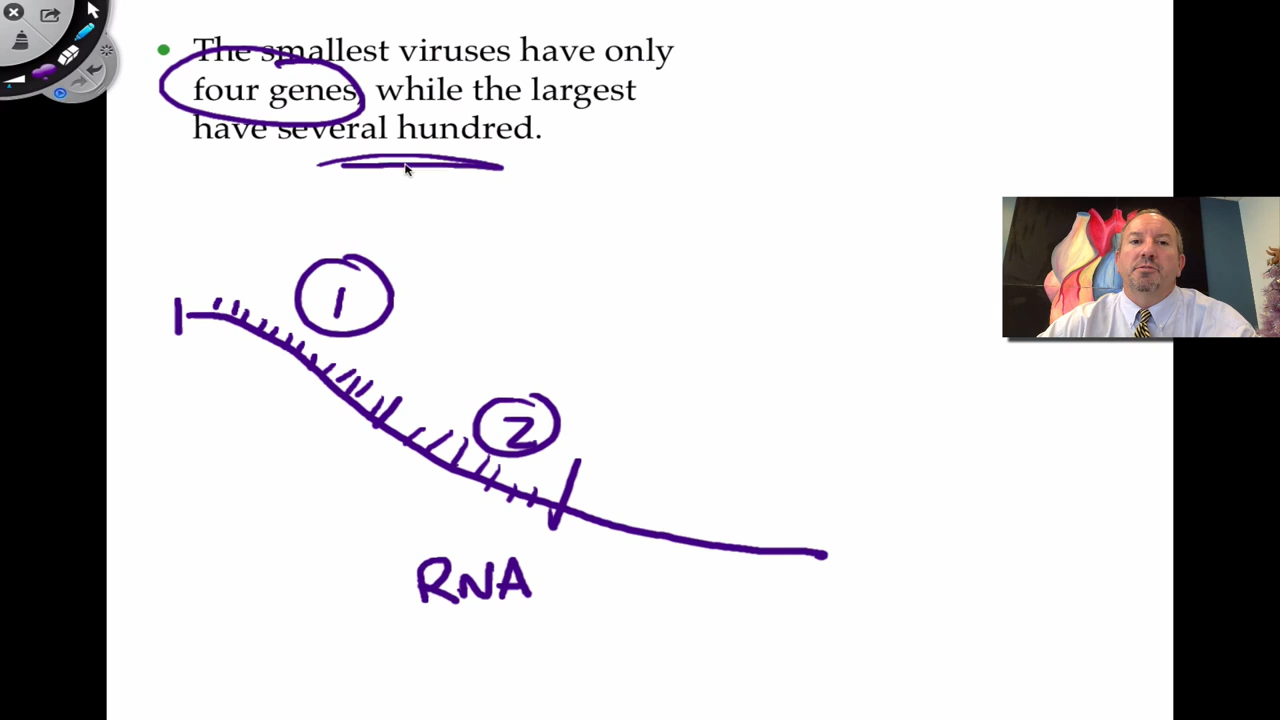 • The smallest viruses have only
four genes, while the largest
have several hundred.
1
2
RNA